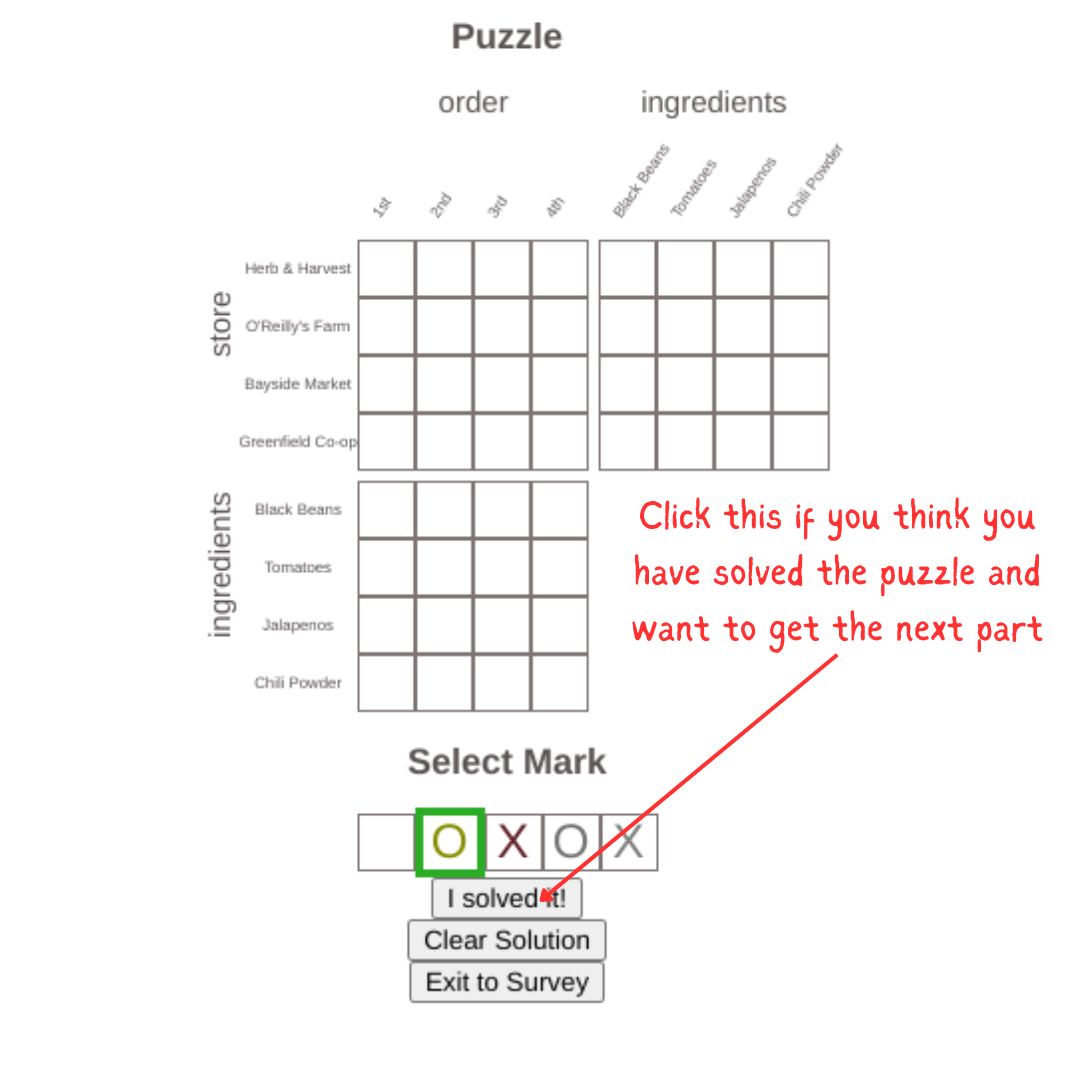 Puzzle
order
ingredients
1st
2nd
3rd
4th
Black Beans
Tomatoes
Jalapenos
Chili Powder
store
Herb & Harvest
O'Reilly's Farm
Bayside Market
Greenfield Co-op
ingredients
Black Beans
Tomatoes
Jalapenos
Chili Powder
Click this if you think you
have solved the puzzle and
want to get the next part
Select Mark
O X O X
I solved it!
Clear Solution
Exit to Survey